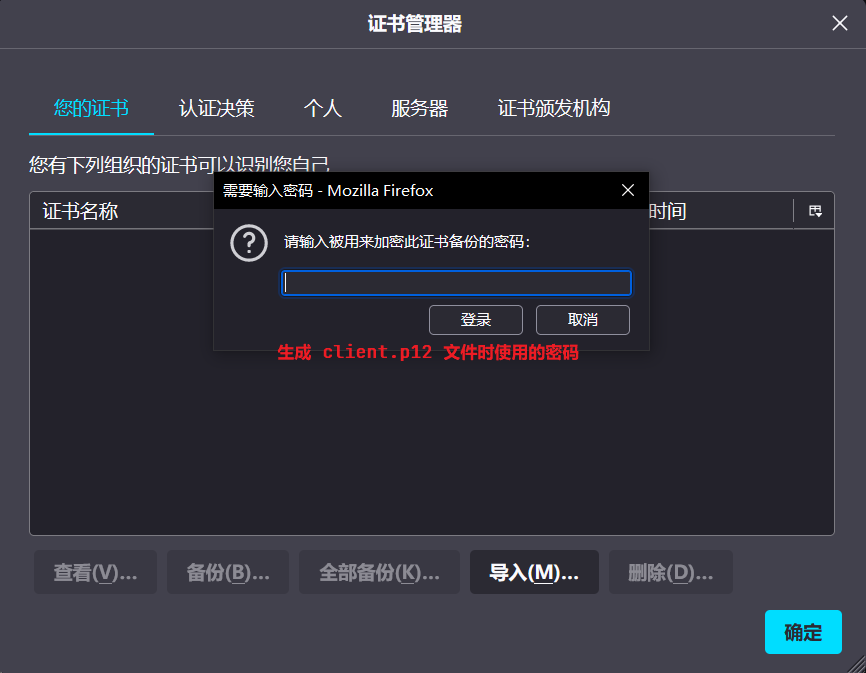 证书管理器
您的证书 认证决策 个人 服务器 证书颁发机构
您有下列组织的证书可以识别您自己
需要输入密码 - Mozilla Firefox
证书名称 时间
请输入被用来加密此证书备份的密码：
登录 取消
生成 client.p12 文件时使用的密码
查看(V)... 备份(B)... 全部备份(K)... 导入(M)... 删除(D)...
确定